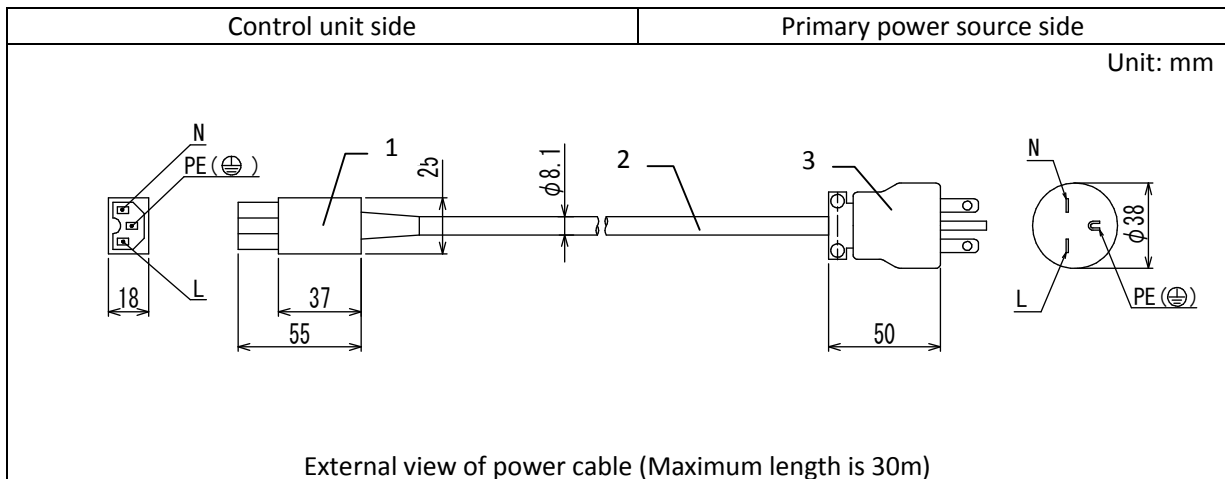 Control unit side
Primary power source side
Unit: mm
N
PE(⏚)
L
18
1
25
37
55
φ8.1
2
3
50
N
L
PE(⏚)
φ38
External view of power cable (Maximum length is 30m)